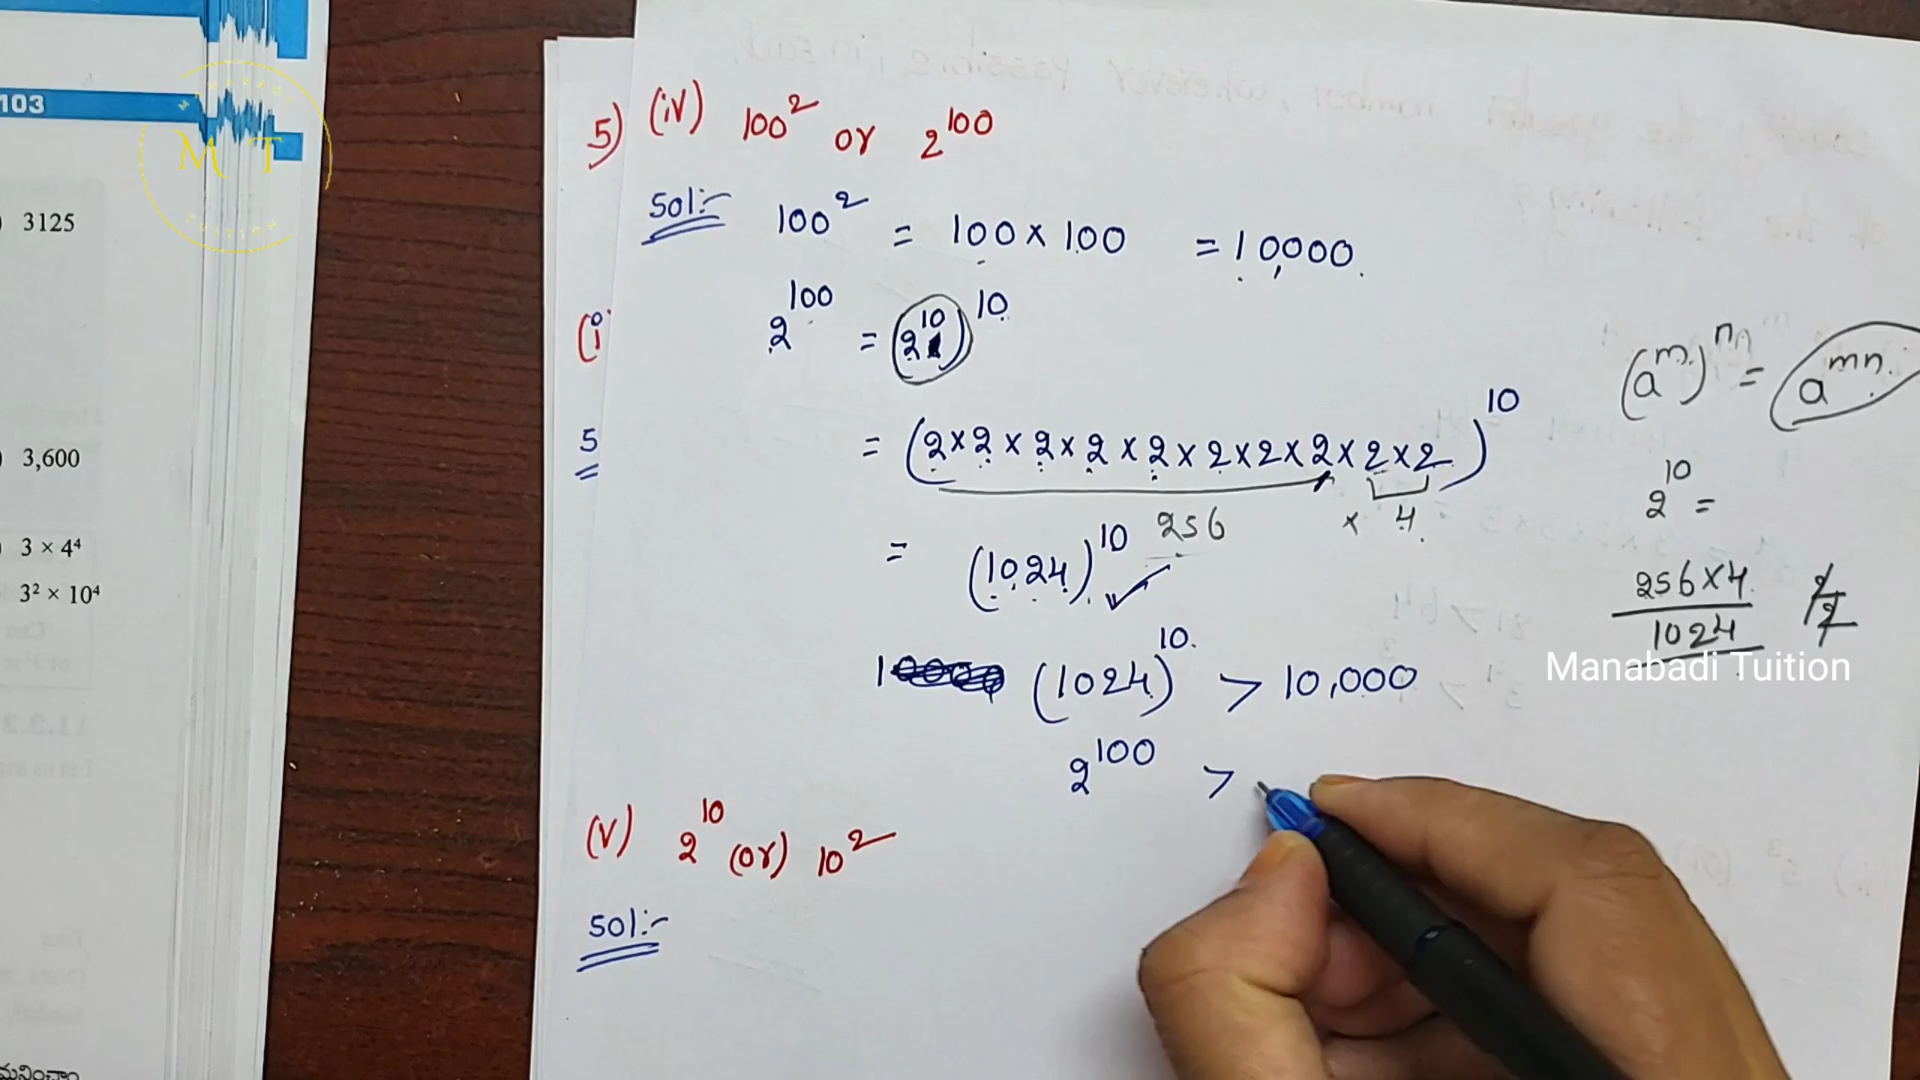 103
3125
3,600
3 × 4⁴
3² × 10⁴
M T
5) (iv) 100² or 2¹⁰⁰
Sol:- 100² = 100 × 100 = 10,000.
2¹⁰⁰ = (2¹⁰)¹⁰
= (2×2×2×2×2×2×2×2×2×2)¹⁰
256 × 4
= (1024)¹⁰
(1024)¹⁰ > 10,000
2¹⁰⁰ >
(aᵐ)ⁿ = aᵐⁿ
2¹⁰ =
256×4
1024
Manabadi Tuition
(i
5
(v) 2¹⁰ (or) 10²
Sol:-